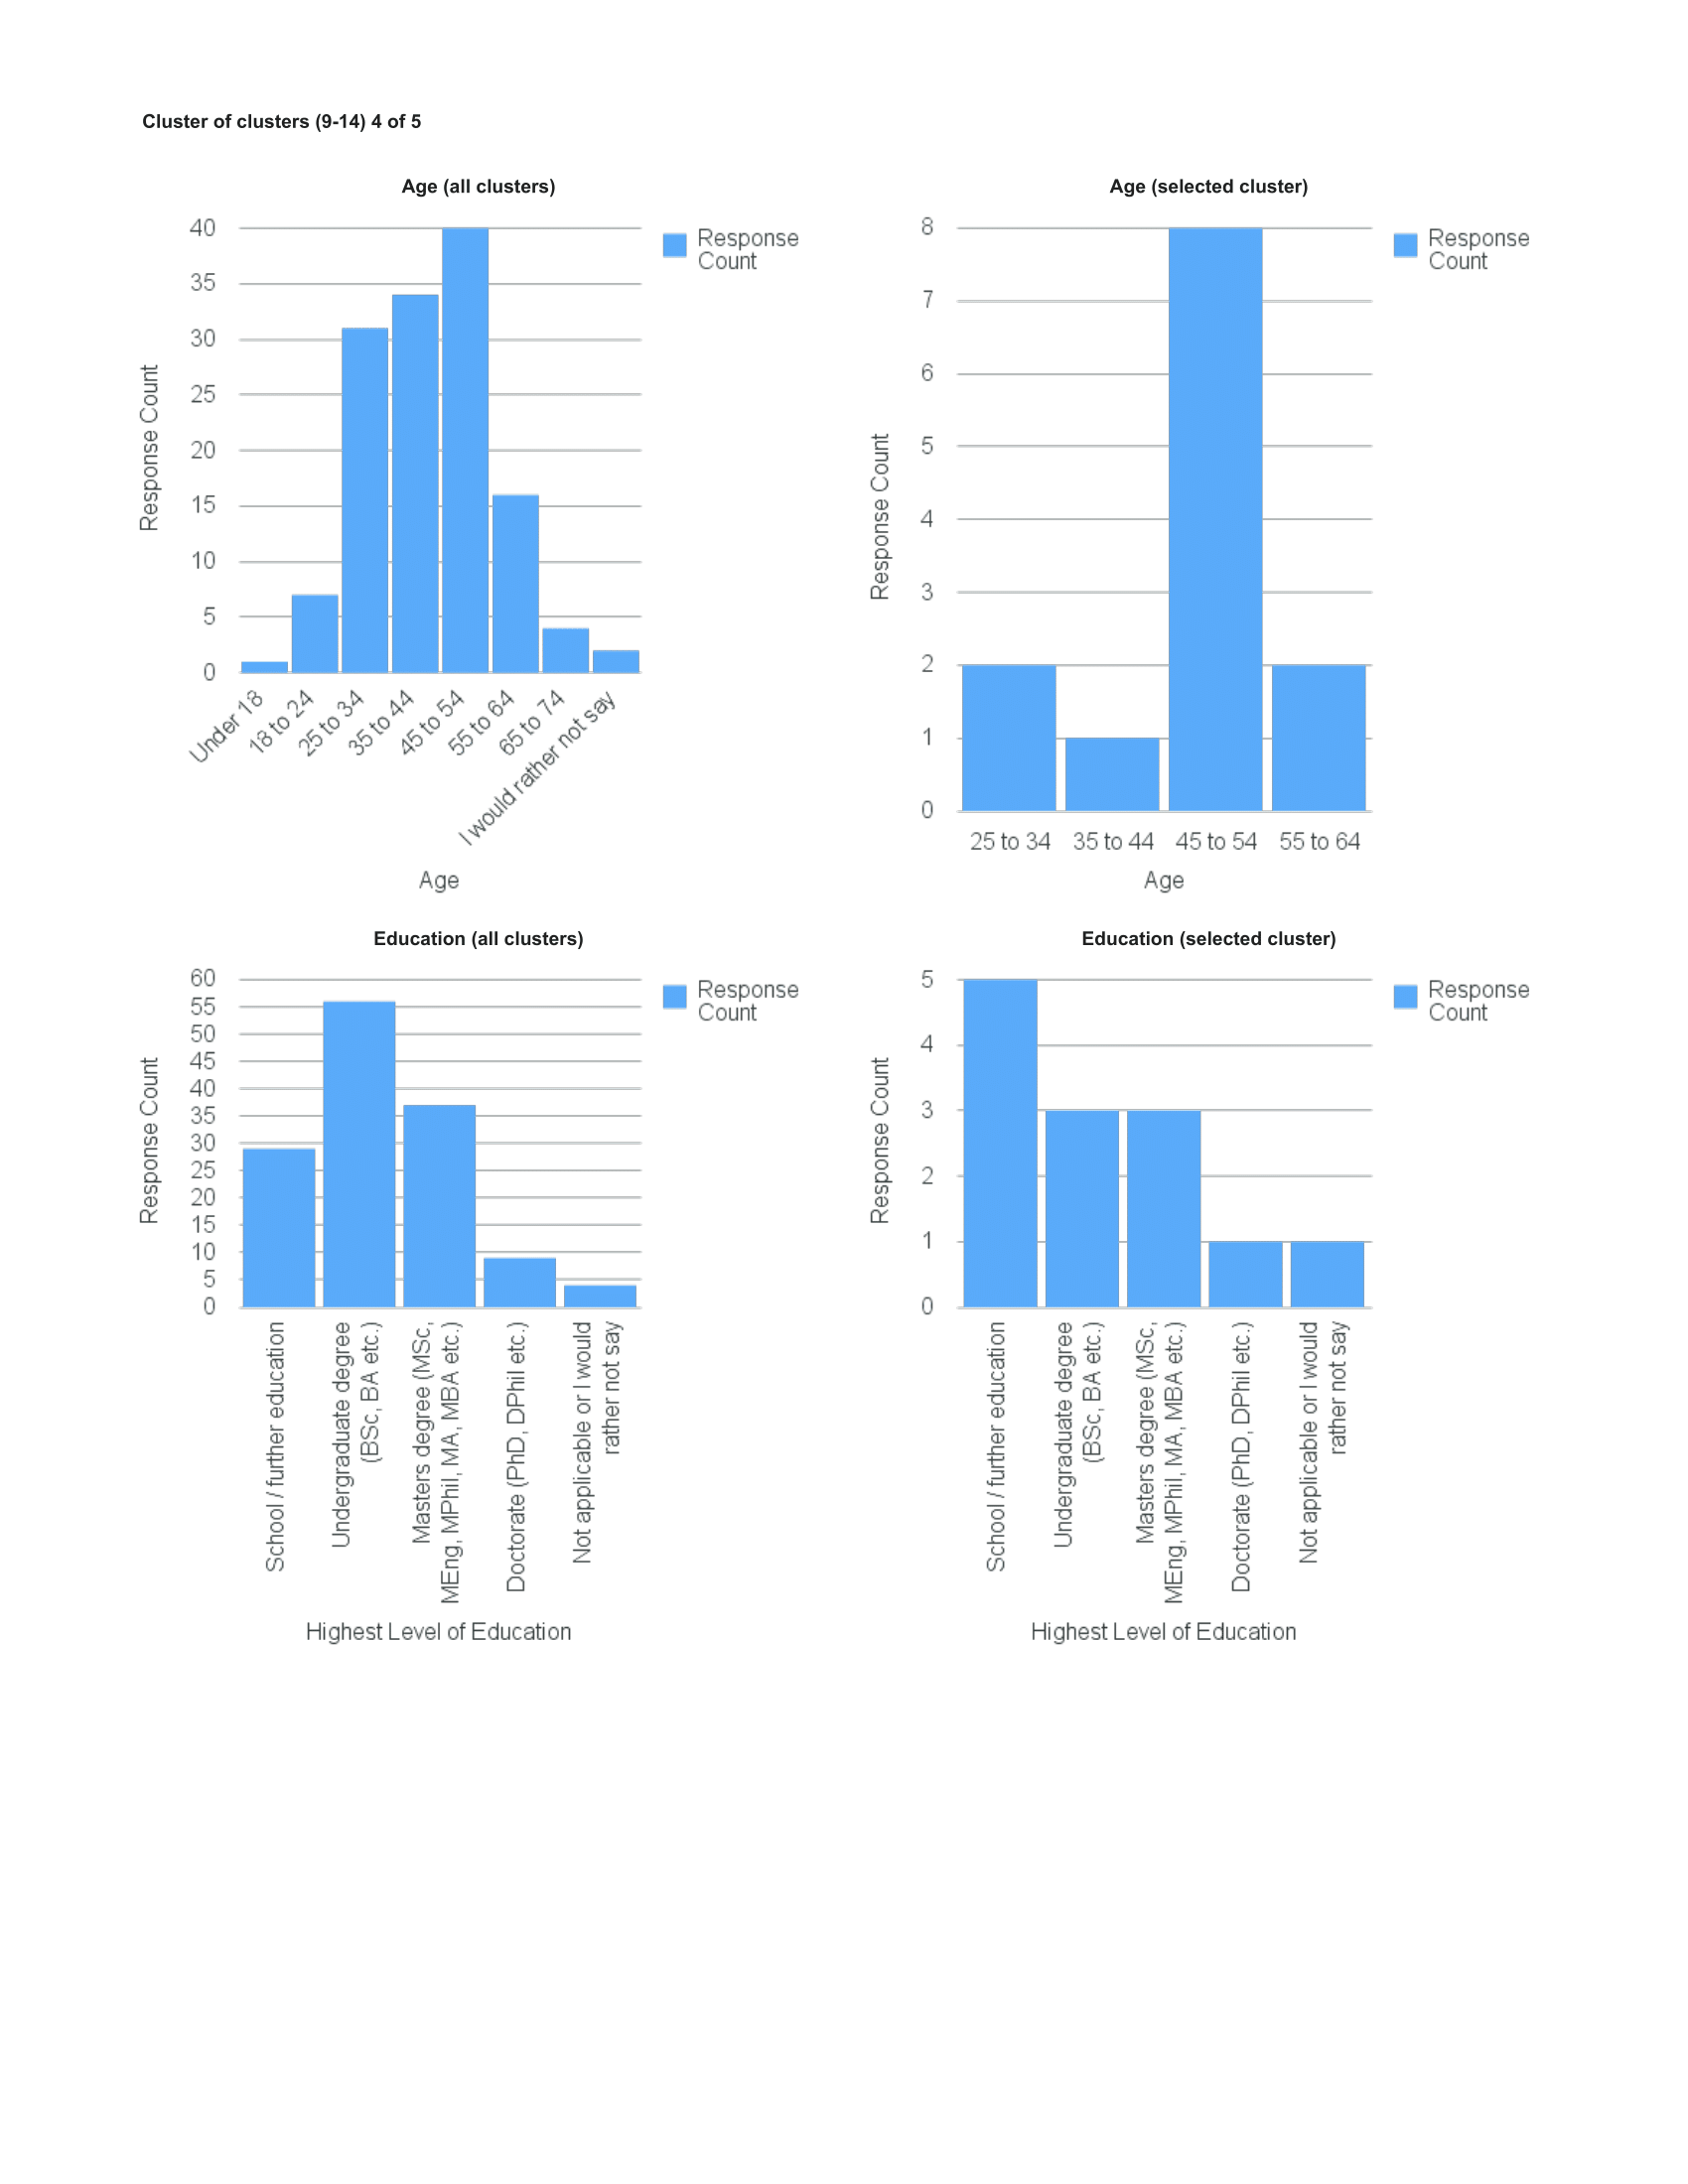 Cluster of clusters (9-14) 4 of 5
Age (all clusters)
40
35
30
25
20
15
10
5
0
Response Count
Response
Count
Under 18
18 to 24
25 to 34
35 to 44
45 to 54
55 to 64
65 to 74
I would rather not say
Age
Age (selected cluster)
8
7
6
5
4
3
2
1
0
Response Count
Response
Count
25 to 34
35 to 44
45 to 54
55 to 64
Age
Education (all clusters)
60
55
50
45
40
35
30
25
20
15
10
5
0
Response Count
Response
Count
School / further education
Undergraduate degree
(BSc, BA etc.)
Masters degree (MSc,
MEng, MPhil, MA, MBA etc.)
Doctorate (PhD, DPhil etc.)
Not applicable or I would
rather not say
Highest Level of Education
Education (selected cluster)
5
4
3
2
1
0
Response Count
Response
Count
School / further education
Undergraduate degree
(BSc, BA etc.)
Masters degree (MSc,
MEng, MPhil, MA, MBA etc.)
Doctorate (PhD, DPhil etc.)
Not applicable or I would
rather not say
Highest Level of Education